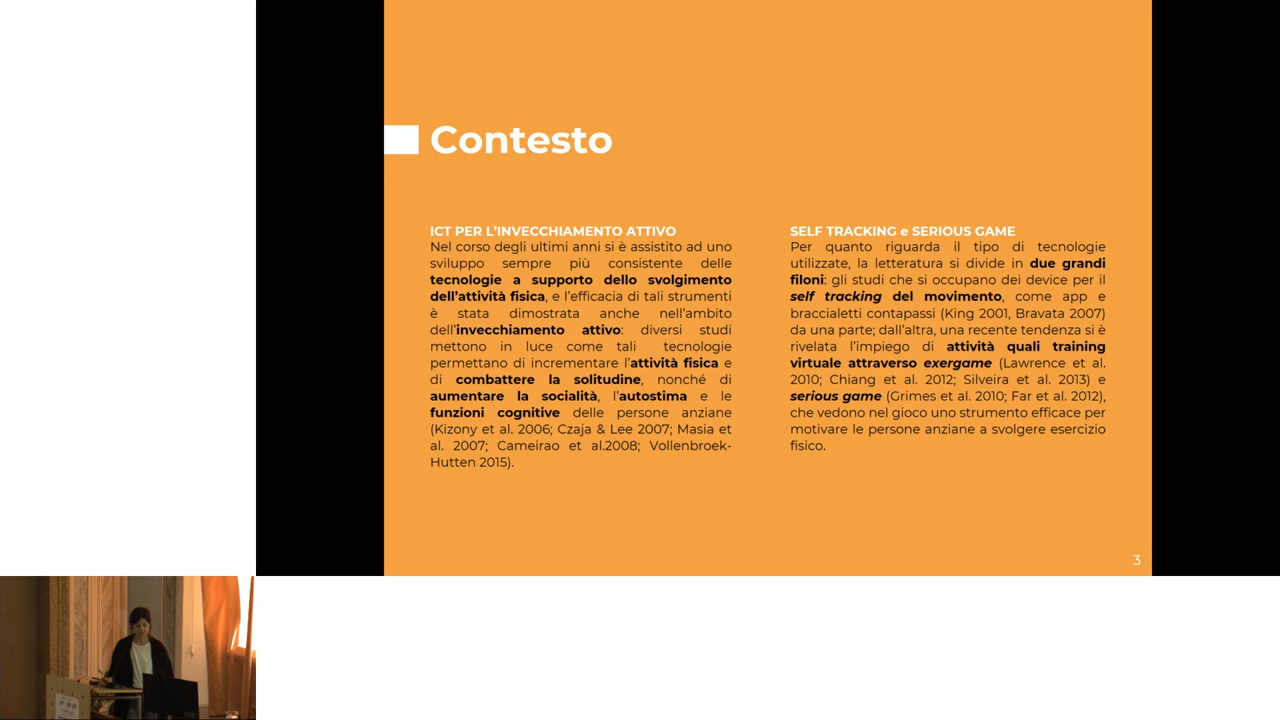 Contesto
ICT PER L’INVECCHIAMENTO ATTIVO
Nel corso degli ultimi anni si è assistito ad uno
sviluppo sempre più consistente delle
tecnologie a supporto dello svolgimento
dell’attività fisica, e l’efficacia di tali strumenti
è stata dimostrata anche nell’ambito
dell’invecchiamento attivo: diversi studi
mettono in luce come tali tecnologie
permettano di incrementare l’attività fisica e
di combattere la solitudine, nonché di
aumentare la socialità, l’autostima e le
funzioni cognitive delle persone anziane
(Kizony et al. 2006; Czaja & Lee 2007; Masia et
al. 2007; Cameirao et al.2008; Vollenbroek-
Hutten 2015).
SELF TRACKING e SERIOUS GAME
Per quanto riguarda il tipo di tecnologie
utilizzate, la letteratura si divide in due grandi
filoni: gli studi che si occupano dei device per il
self tracking del movimento, come app e
braccialetti contapassi (King 2001, Bravata 2007)
da una parte; dall’altra, una recente tendenza si è
rivelata l’impiego di attività quali training
virtuale attraverso exergame (Lawrence et al.
2010; Chiang et al. 2012; Silveira et al. 2013) e
serious game (Grimes et al. 2010; Far et al. 2012),
che vedono nel gioco uno strumento efficace per
motivare le persone anziane a svolgere esercizio
fisico.
3